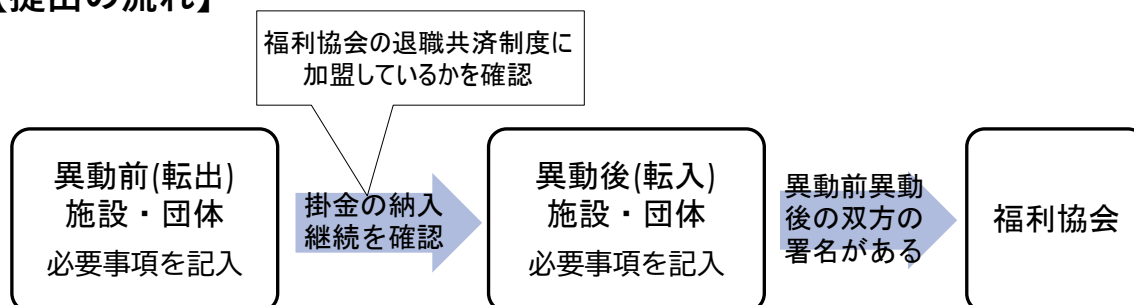 【提出の流れ】
福利協会の退職共済制度に
加盟しているかを確認
異動前(転出)
施設・団体
必要事項を記入
掛金の納入
継続を確認
異動後(転入)
施設・団体
必要事項を記入
異動前異動
後の双方の
署名がある
福利協会